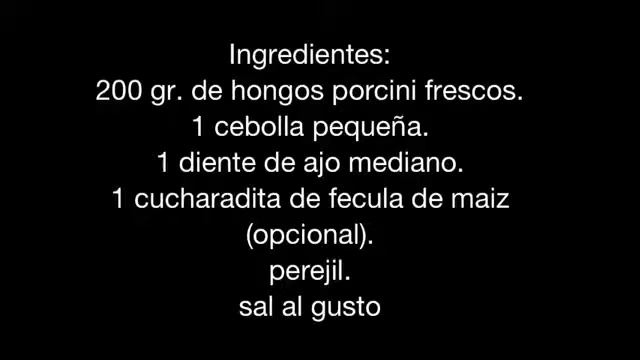 Ingredientes:
200 gr. de hongos porcini frescos.
1 cebolla pequeña.
1 diente de ajo mediano.
1 cucharadita de fecula de maiz
(opcional).
perejil.
sal al gusto